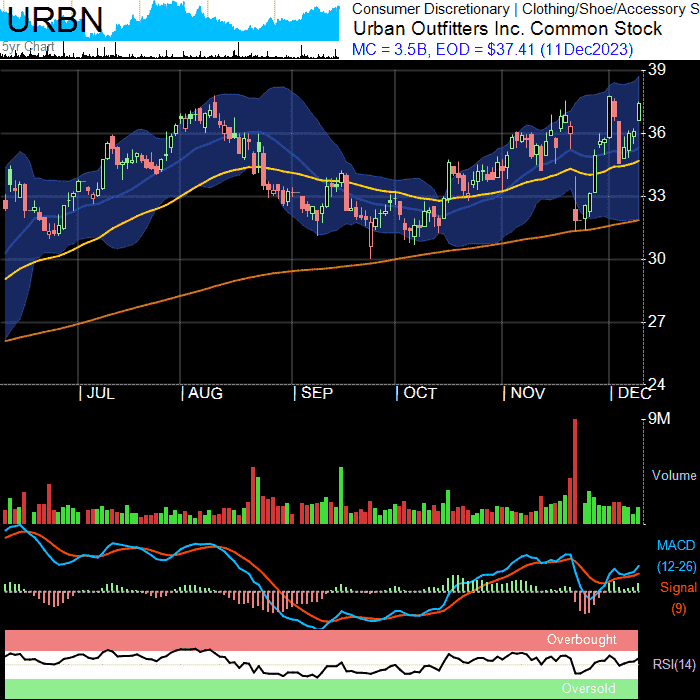 URBN
5yr Chart
Consumer Discretionary | Clothing/Shoe/Accessory S
Urban Outfitters Inc. Common Stock
MC = 3.5B, EOD = $37.41 (11Dec2023)
39
36
33
30
27
24
JUL AUG SEP OCT NOV DEC
9M
Volume
MACD
(12-26)
Signal
(9)
Overbought
RSI(14)
Oversold